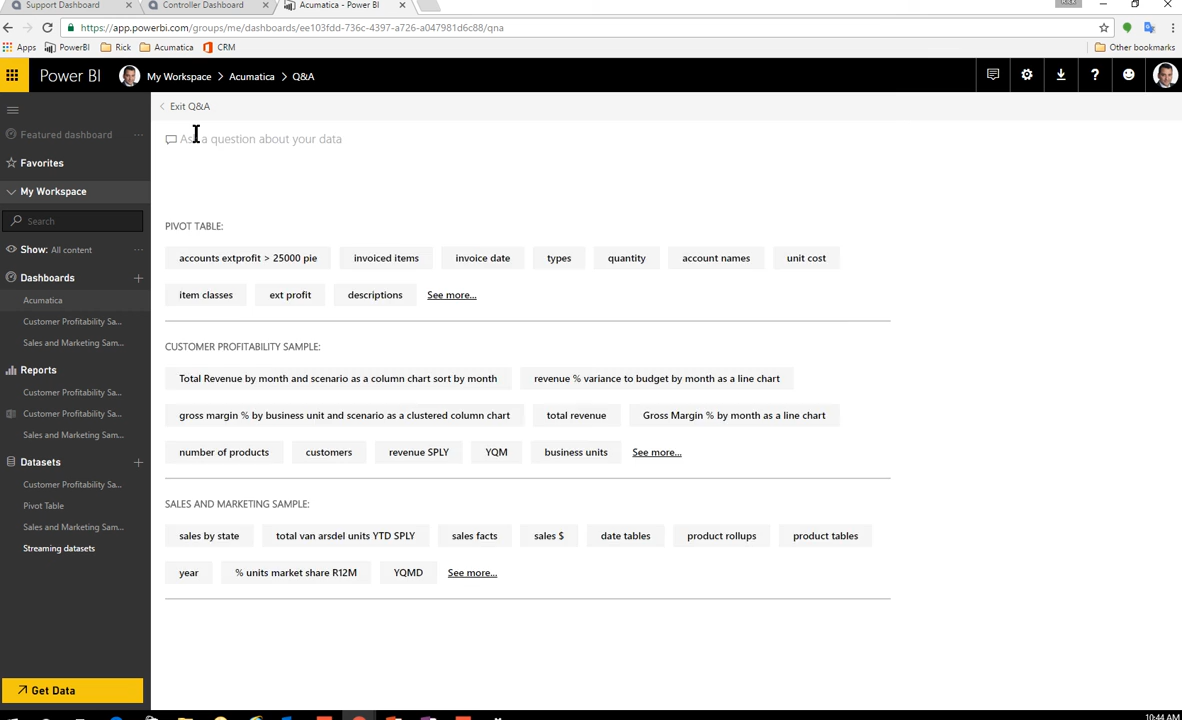 Support Dashboard
Controller Dashboard
Acumatica - Power BI
https://app.powerbi.com/groups/me/dashboards/ee103fdd-736c-4397-a726-a047981d6c88/qna
Apps PowerBI Rick Acumatica CRM Other bookmarks
Power BI My Workspace > Acumatica > Q&A
Exit Q&A
Featured dashboard
Ask a question about your data
Favorites
My Workspace
Search
Show: All content
Dashboards
Acumatica
Customer Profitability Sa...
Sales and Marketing Sam...
Reports
Customer Profitability Sa...
Customer Profitability Sa...
Sales and Marketing Sam...
Datasets
Customer Profitability Sa...
Pivot Table
Sales and Marketing Sam...
Streaming datasets
Get Data
PIVOT TABLE:
accounts extprofit > 25000 pie invoiced items invoice date types quantity account names unit cost
item classes ext profit descriptions See more...
CUSTOMER PROFITABILITY SAMPLE:
Total Revenue by month and scenario as a column chart sort by month revenue % variance to budget by month as a line chart
gross margin % by business unit and scenario as a clustered column chart total revenue Gross Margin % by month as a line chart
number of products customers revenue SPLY YQM business units See more...
SALES AND MARKETING SAMPLE:
sales by state total van arsdel units YTD SPLY sales facts sales $ date tables product rollups product tables
year % units market share R12M YQMD See more...
10:44 AM